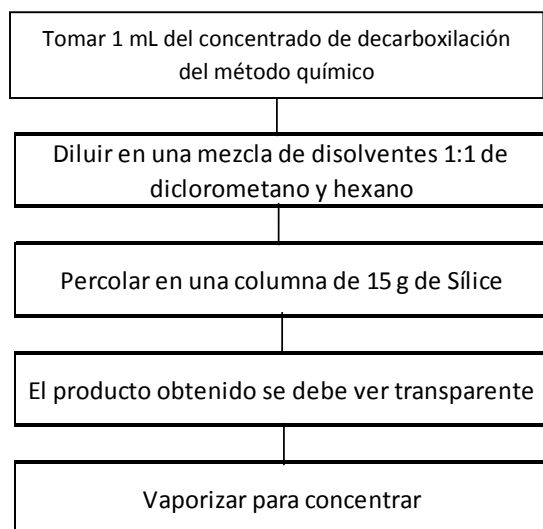 Tomar 1 mL del concentrado de decarboxilación
del método químico
Diluir en una mezcla de disolventes 1:1 de
diclorometano y hexano
Percolar en una columna de 15 g de Sílice
El producto obtenido se debe ver transparente
Vaporizar para concentrar